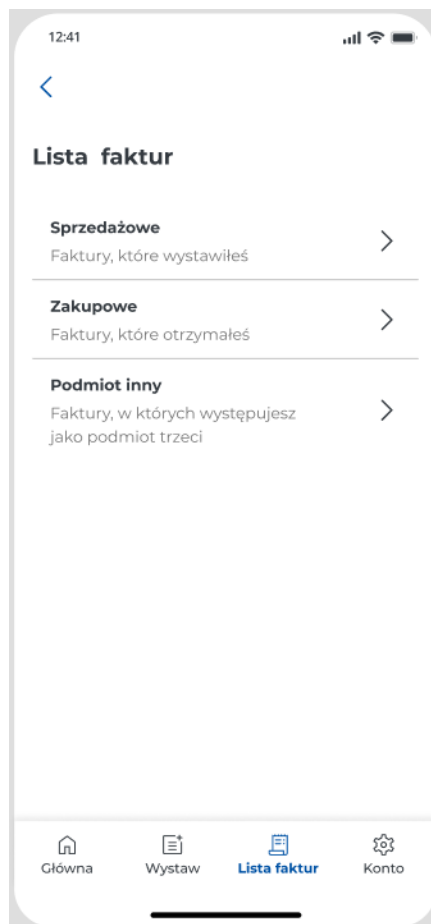 12:41
Lista faktur
Sprzedażowe
Faktury, które wystawiłeś
Zakupowe
Faktury, które otrzymałeś
Podmiot inny
Faktury, w których występujesz
jako podmiot trzeci
Główna Wystaw Lista faktur Konto